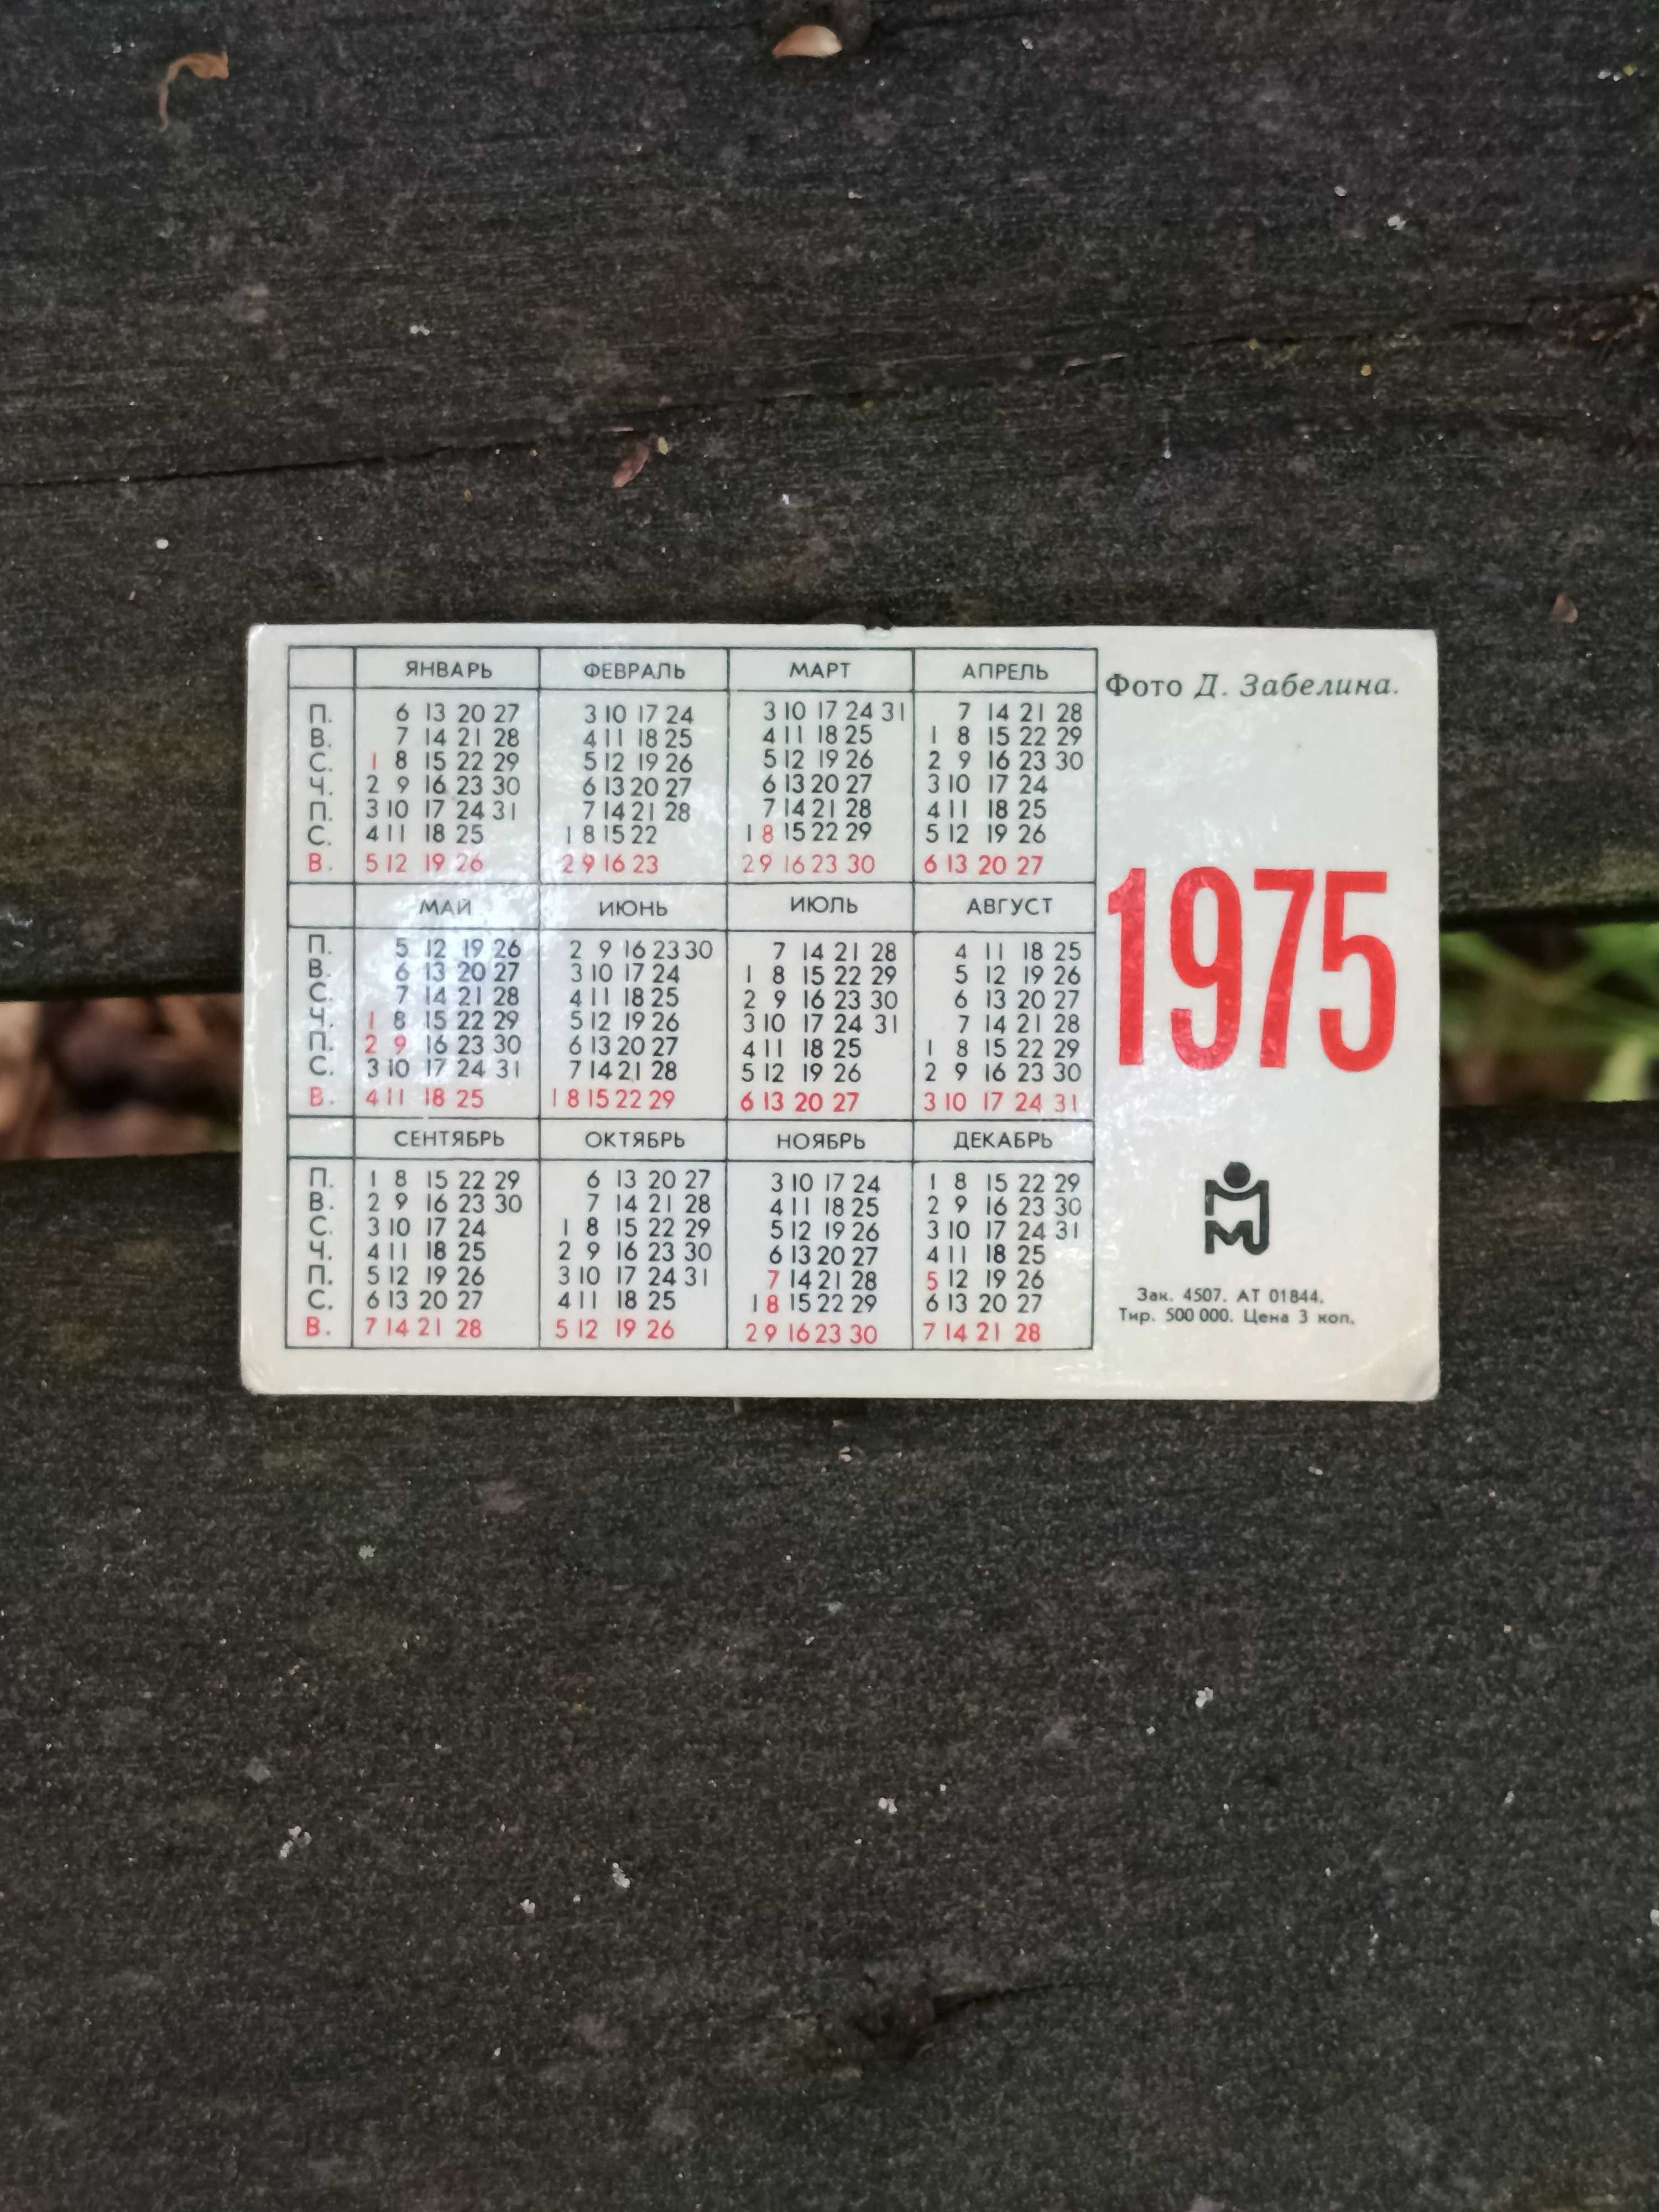 ЯНВАРЬ ФЕВРАЛЬ МАРТ АПРЕЛЬ
П. 6 13 20 27 3 10 17 24 3 10 17 24 31 7 14 21 28
В. 7 14 21 28 4 11 18 25 4 11 18 25 1 8 15 22 29
С. 1 8 15 22 29 5 12 19 26 5 12 19 26 2 9 16 23 30
Ч. 2 9 16 23 30 6 13 20 27 6 13 20 27 3 10 17 24
П. 3 10 17 24 31 7 14 21 28 7 14 21 28 4 11 18 25
С. 4 11 18 25 1 8 15 22 1 8 15 22 29 5 12 19 26
В. 5 12 19 26 2 9 16 23 2 9 16 23 30 6 13 20 27
МАЙ ИЮНЬ ИЮЛЬ АВГУСТ
П. 5 12 19 26 2 9 16 23 30 7 14 21 28 4 11 18 25
В. 6 13 20 27 3 10 17 24 1 8 15 22 29 5 12 19 26
С. 7 14 21 28 4 11 18 25 2 9 16 23 30 6 13 20 27
Ч. 1 8 15 22 29 5 12 19 26 3 10 17 24 31 7 14 21 28
П. 2 9 16 23 30 6 13 20 27 4 11 18 25 1 8 15 22 29
С. 3 10 17 24 31 7 14 21 28 5 12 19 26 2 9 16 23 30
В. 4 11 18 25 1 8 15 22 29 6 13 20 27 3 10 17 24 31
СЕНТЯБРЬ ОКТЯБРЬ НОЯБРЬ ДЕКАБРЬ
П. 1 8 15 22 29 6 13 20 27 3 10 17 24 1 8 15 22 29
В. 2 9 16 23 30 7 14 21 28 4 11 18 25 2 9 16 23 30
С. 3 10 17 24 1 8 15 22 29 5 12 19 26 3 10 17 24 31
Ч. 4 11 18 25 2 9 16 23 30 6 13 20 27 4 11 18 25
П. 5 12 19 26 3 10 17 24 31 7 14 21 28 5 12 19 26
С. 6 13 20 27 4 11 18 25 1 8 15 22 29 6 13 20 27
В. 7 14 21 28 5 12 19 26 2 9 16 23 30 7 14 21 28
Фото Д. Забелина.
1975
Зак. 4507. АТ 01844.
Тир. 500 000. Цена 3 коп.